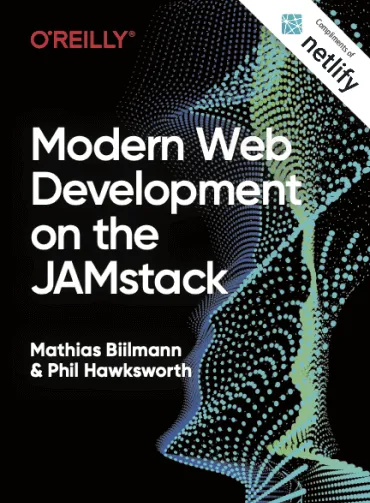 O'REILLY®
Compliments of
netlify
Modern Web
Development
on the
JAMstack
Mathias Biilmann
& Phil Hawksworth